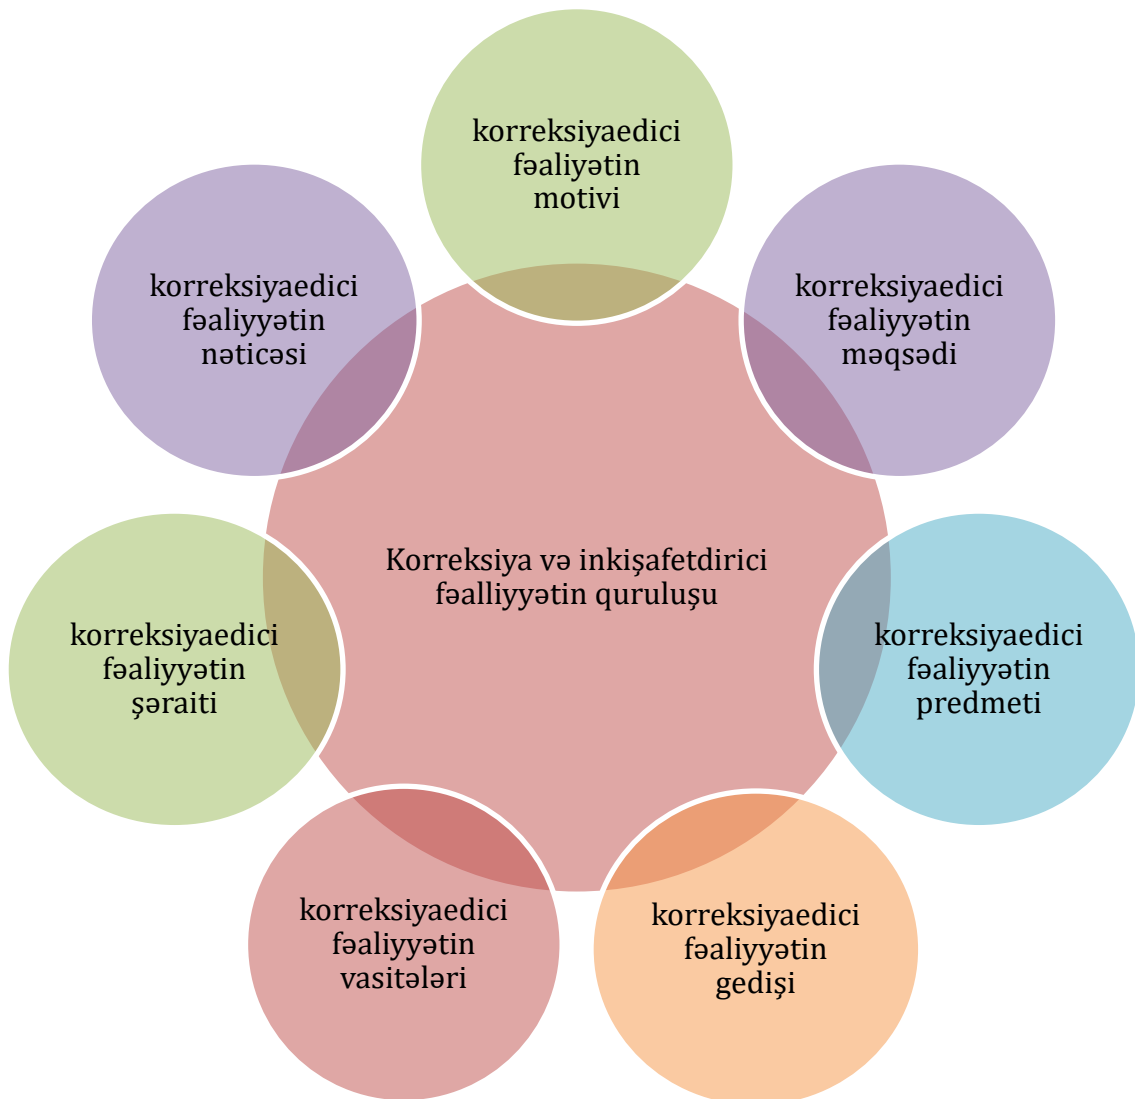 korreksiyaedici
fəaliyətin
motivi
korreksiyaedici
fəaliyyətin
nəticəsi
korreksiyaedici
fəaliyyətin
məqsədi
Korreksiya və inkişafetdirici
fəalliyyətin quruluşu
korreksiyaedici
fəaliyyətin
şəraiti
korreksiyaedici
fəaliyyətin
predmeti
korreksiyaedici
fəaliyyətin
vasitələri
korreksiyaedici
fəaliyyətin
gedişi